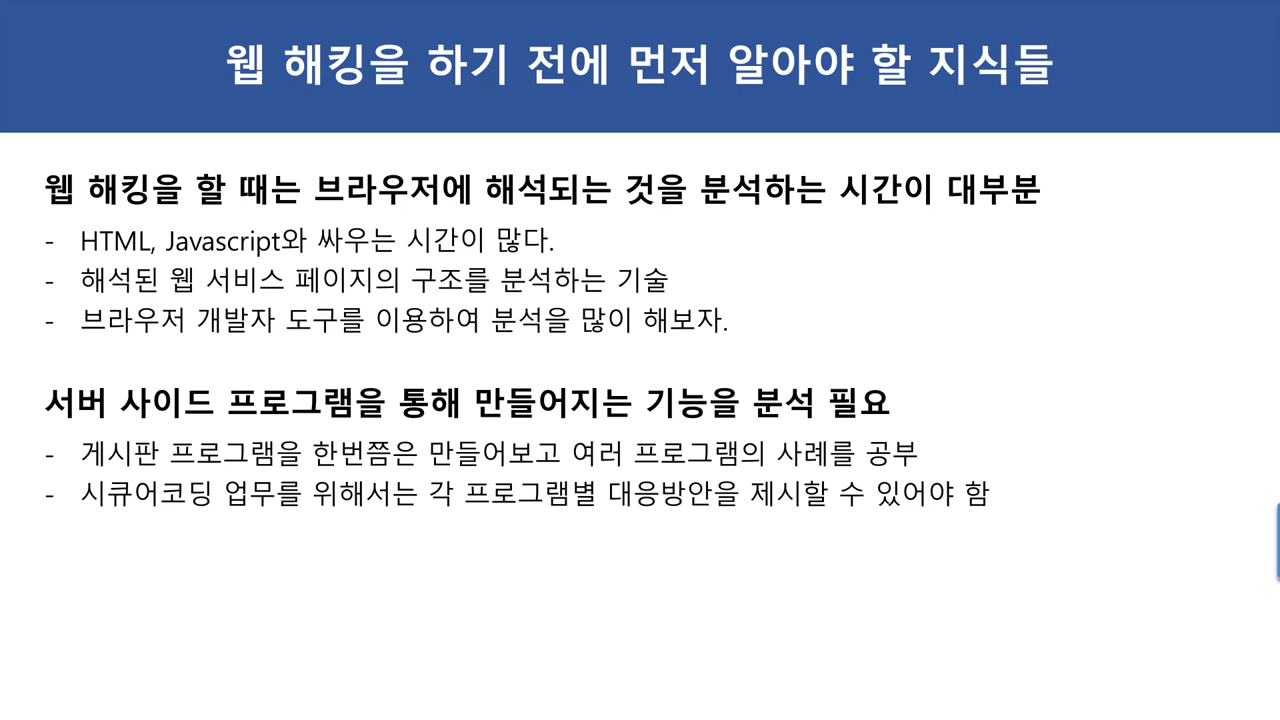 웹 해킹을 하기 전에 먼저 알아야 할 지식들
웹 해킹을 할 때는 브라우저에 해석되는 것을 분석하는 시간이 대부분
- HTML, Javascript와 싸우는 시간이 많다.
- 해석된 웹 서비스 페이지의 구조를 분석하는 기술
- 브라우저 개발자 도구를 이용하여 분석을 많이 해보자.
서버 사이드 프로그램을 통해 만들어지는 기능을 분석 필요
- 게시판 프로그램을 한번쯤은 만들어보고 여러 프로그램의 사례를 공부
- 시큐어코딩 업무를 위해서는 각 프로그램별 대응방안을 제시할 수 있어야 함